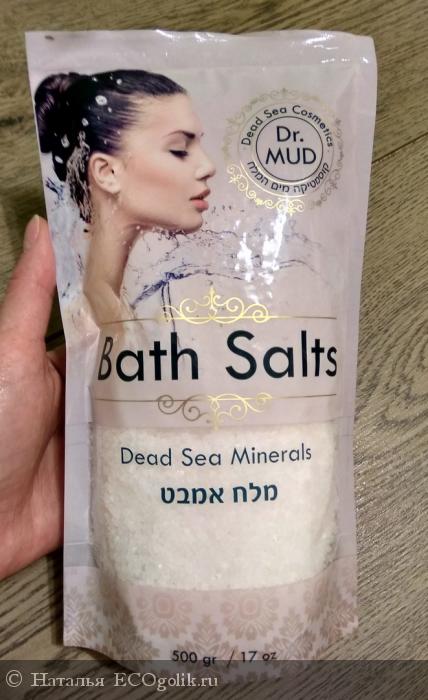 Dead Sea Cosmetics
Dr.
MUD
קוסמטיקה מים המלח
Bath Salts
Dead Sea Minerals
מלח אמבט
500 gr / 17 oz
© Наталья ECOgolik.ru